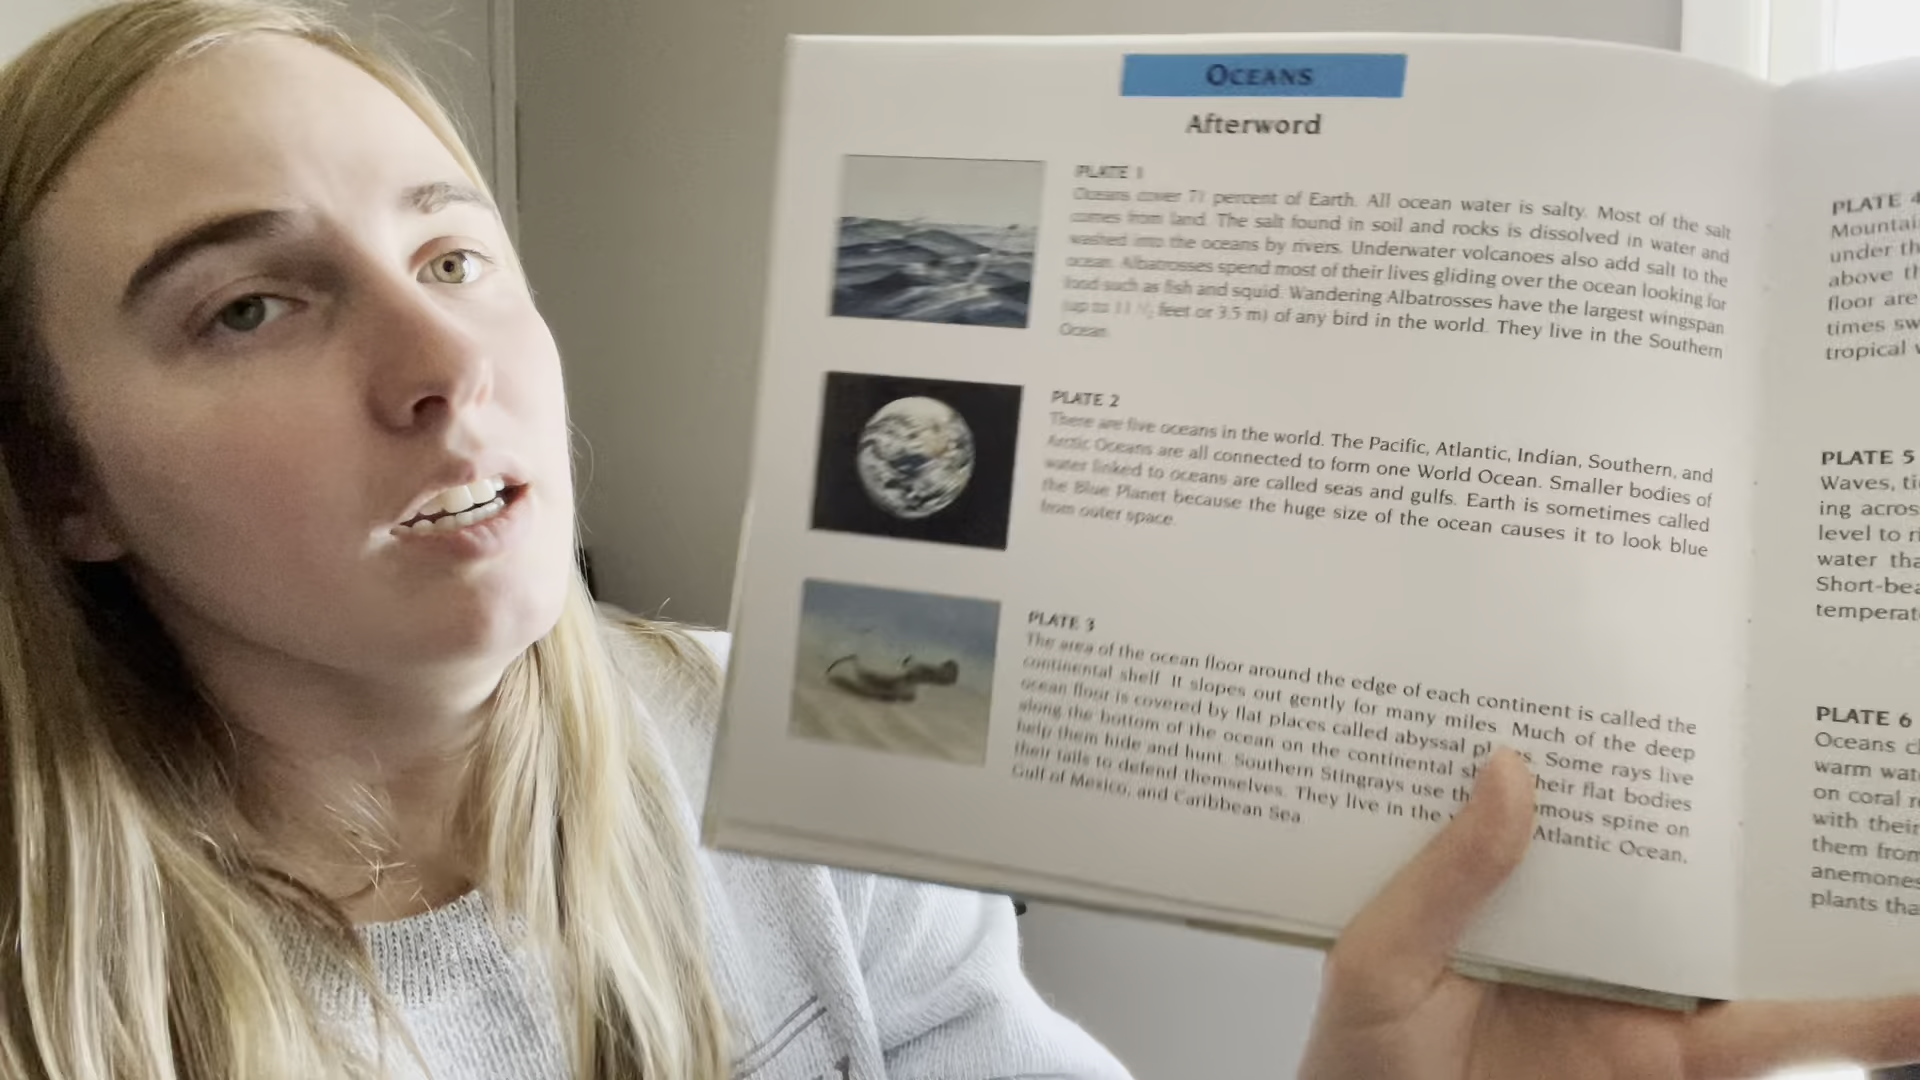 OCEANS
Afterword
PLATE 1
Oceans cover 71 percent of Earth. All ocean water is salty. Most of the salt
comes from land. The salt found in soil and rocks is dissolved in water and
washed into the oceans by rivers. Underwater volcanoes also add salt to the
ocean. Albatrosses spend most of their lives gliding over the ocean looking for
food such as fish and squid. Wandering Albatrosses have the largest wingspan
(up to 11 ½ feet or 3.5 m) of any bird in the world. They live in the Southern
Ocean.
PLATE 2
There are five oceans in the world. The Pacific, Atlantic, Indian, Southern, and
Arctic Oceans are all connected to form one World Ocean. Smaller bodies of
water linked to oceans are called seas and gulfs. Earth is sometimes called
the Blue Planet because the huge size of the ocean causes it to look blue
from outer space.
PLATE 3
The area of the ocean floor around the edge of each continent is called the
continental shelf. It slopes out gently for many miles. Much of the deep
ocean floor is covered by flat places called abyssal Some rays live
along the bottom of the ocean on the continental heir flat bodies
help them hide and hunt. Southern Stingrays use omous spine on
their tails to defend themselves. They live in the Atlantic Ocean,
Gulf of Mexico, and Caribbean Sea.
PLATE 4
Mountai
under th
above th
floor are
times sw
tropical
PLATE 5
Waves, ti
ing acros
level to
water tha
Short-bea
temperat
PLATE 6
Oceans c
warm wat
on coral
with their
them from
anemones
plants tha